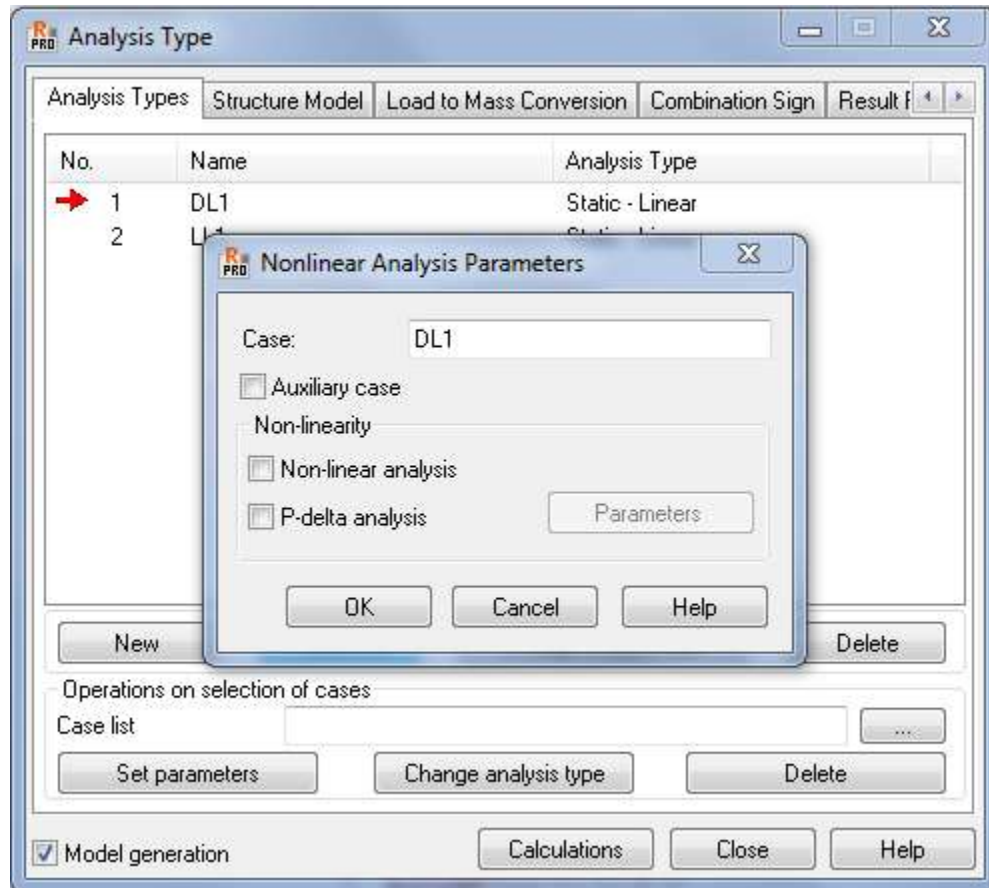 R PRO Analysis Type
Analysis Types Structure Model Load to Mass Conversion Combination Sign Result
No. Name Analysis Type
1 DL1 Static - Linear
2
R PRO Nonlinear Analysis Parameters
Case: DL1
Auxiliary case
Non-linearity
Non-linear analysis
P-delta analysis Parameters
OK Cancel Help
New Delete
Operations on selection of cases
Case list ...
Set parameters Change analysis type Delete
Model generation Calculations Close Help